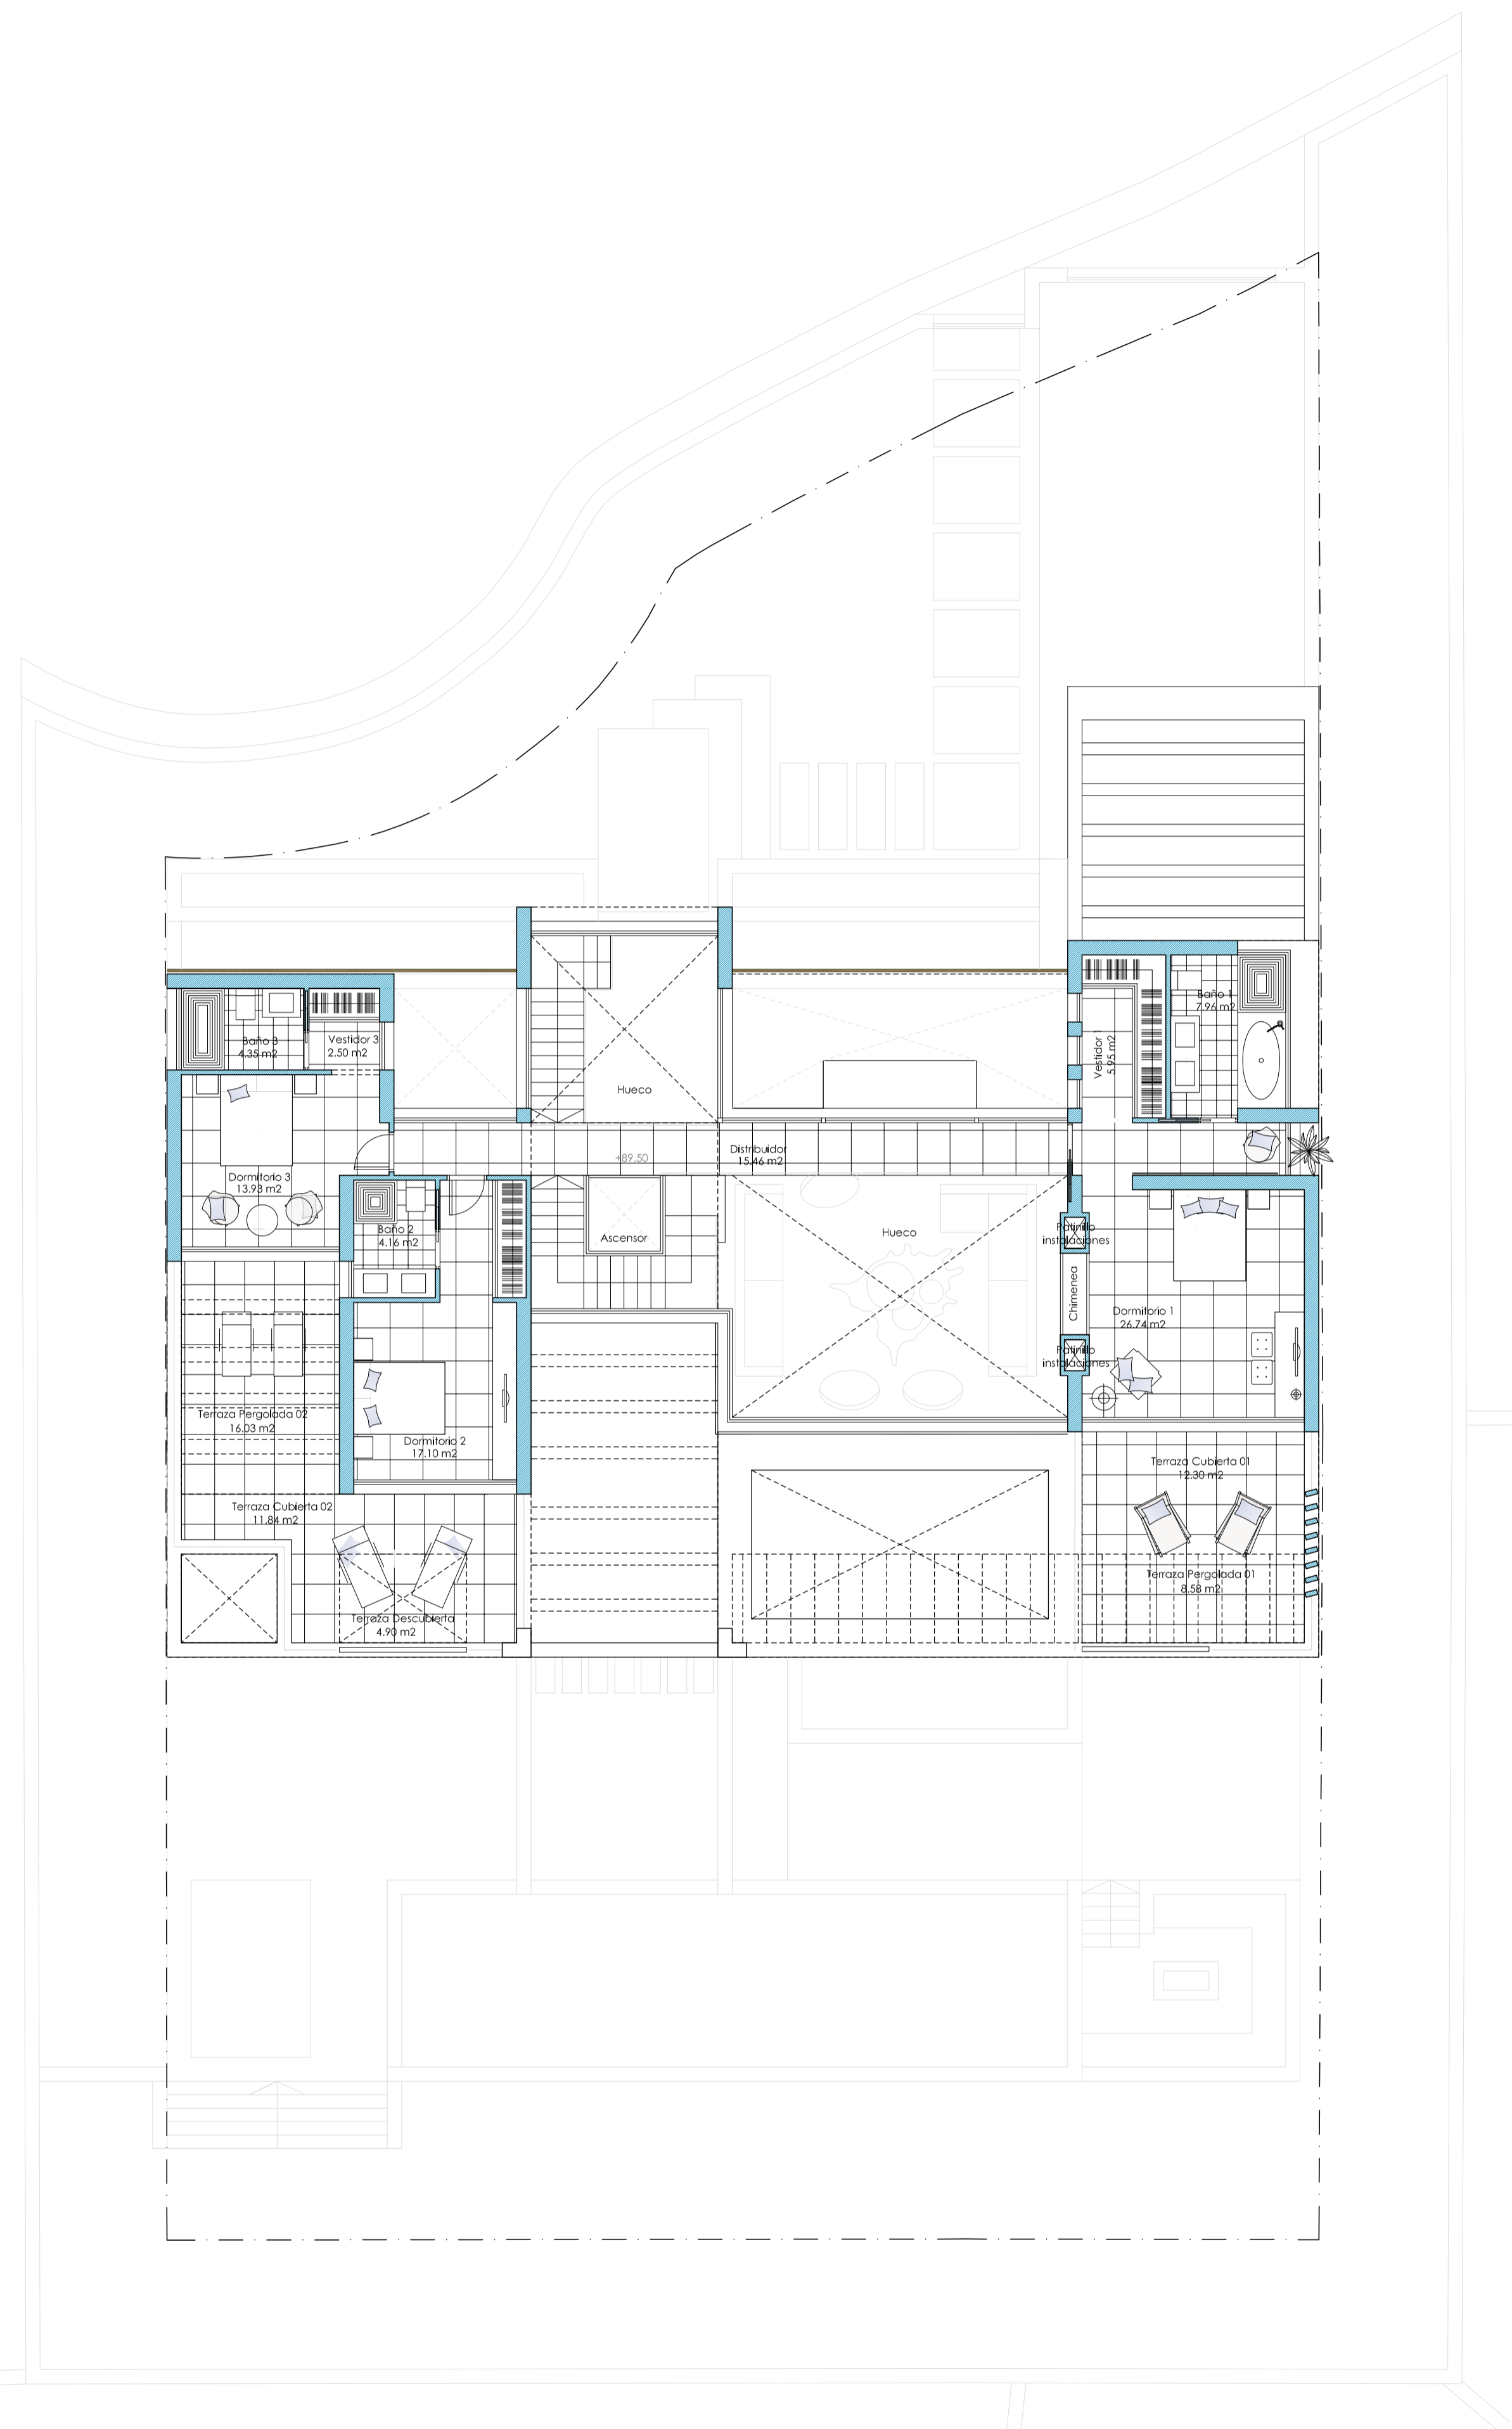 Baño 1
7.96 m2
Baño 3
4.35 m2
Vestidor 3
2.50 m2
Vestidor 1
5.95 m2
Hueco
Distribuidor
15.46 m2
+89.50
Dormitorio 3
13.93 m2
Baño 2
4.16 m2
Ascensor
Hueco
Patinillo
instalaciones
Chimenea
Dormitorio 1
26.74 m2
Patinillo
instalaciones
Terraza Pergolada 02
16.03 m2
Dormitorio 2
17.10 m2
Terraza Cubierta 01
12.30 m2
Terraza Cubierta 02
11.84 m2
Terraza Pergolada 01
8.58 m2
Terraza Descubierta
4.90 m2